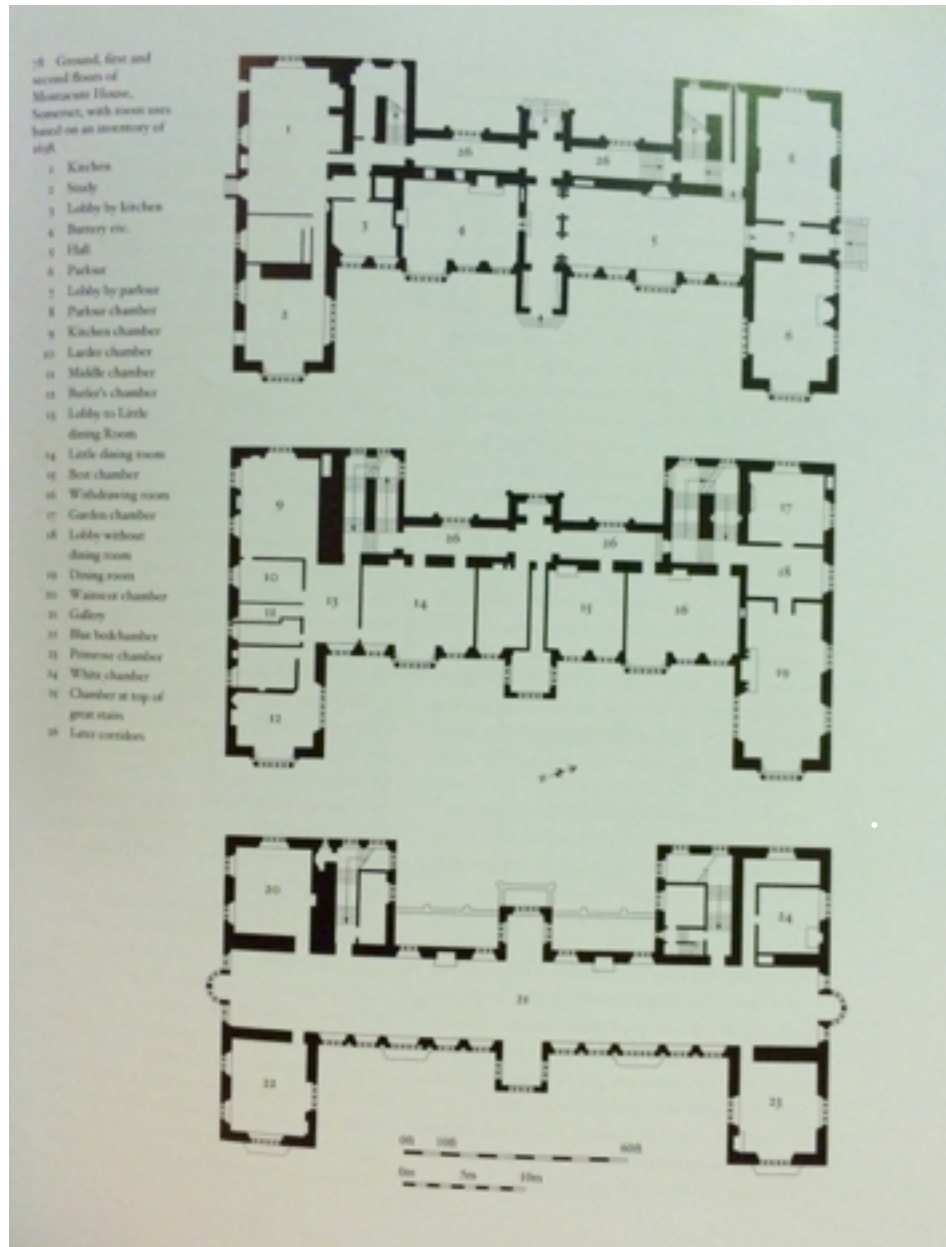 78 Ground, first and
second floors of
Montacute House,
Somerset, with room uses
based on an inventory of
1638.
1 Kitchen
2 Study
3 Lobby by kitchen
4 Buttery etc.
5 Hall
6 Parlour
7 Lobby by parlour
8 Parlour chamber
9 Kitchen chamber
10 Larder chamber
11 Middle chamber
12 Butler's chamber
13 Lobby to Little
dining Room
14 Little dining room
15 Best chamber
16 Withdrawing room
17 Garden chamber
18 Lobby without
dining room
19 Dining room
20 Wainscot chamber
21 Gallery
22 Blue bedchamber
23 Primrose chamber
24 White chamber
25 Chamber at top of
great stairs
26 Later corridors
1
26
26
8
3
4
5
7
2
6
9
26
26
17
10
11
13
14
15
16
18
12
19
20
24
21
22
23
0ft 10ft 60ft
0m 5m 10m